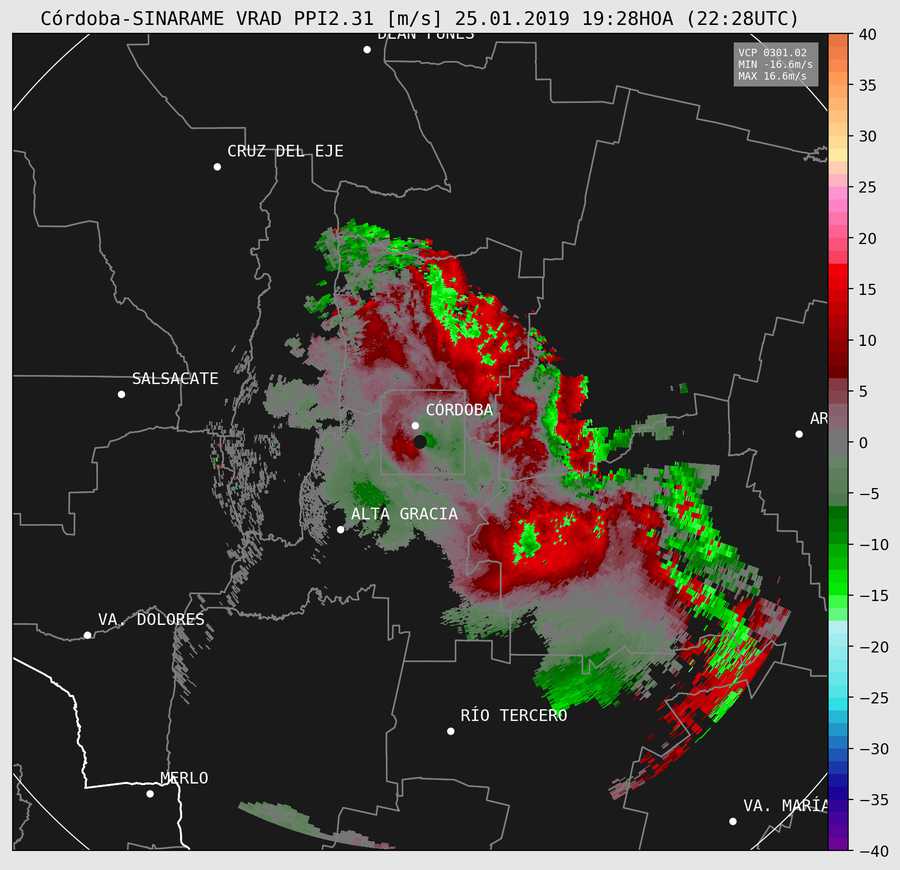 Córdoba-SINARAME VRAD PPI2.31 [m/s] 25.01.2019 19:28HOA (22:28UTC)
DEAN FUNES
VCP 0301.02
MIN -16.6m/s
MAX 16.6m/s
CRUZ DEL EJE
SALSACATE
CÓRDOBA
AR
ALTA GRACIA
VA. DOLORES
RÍO TERCERO
MERLO
VA. MARÍA
40
35
30
25
20
15
10
5
0
−5
−10
−15
−20
−25
−30
−35
−40